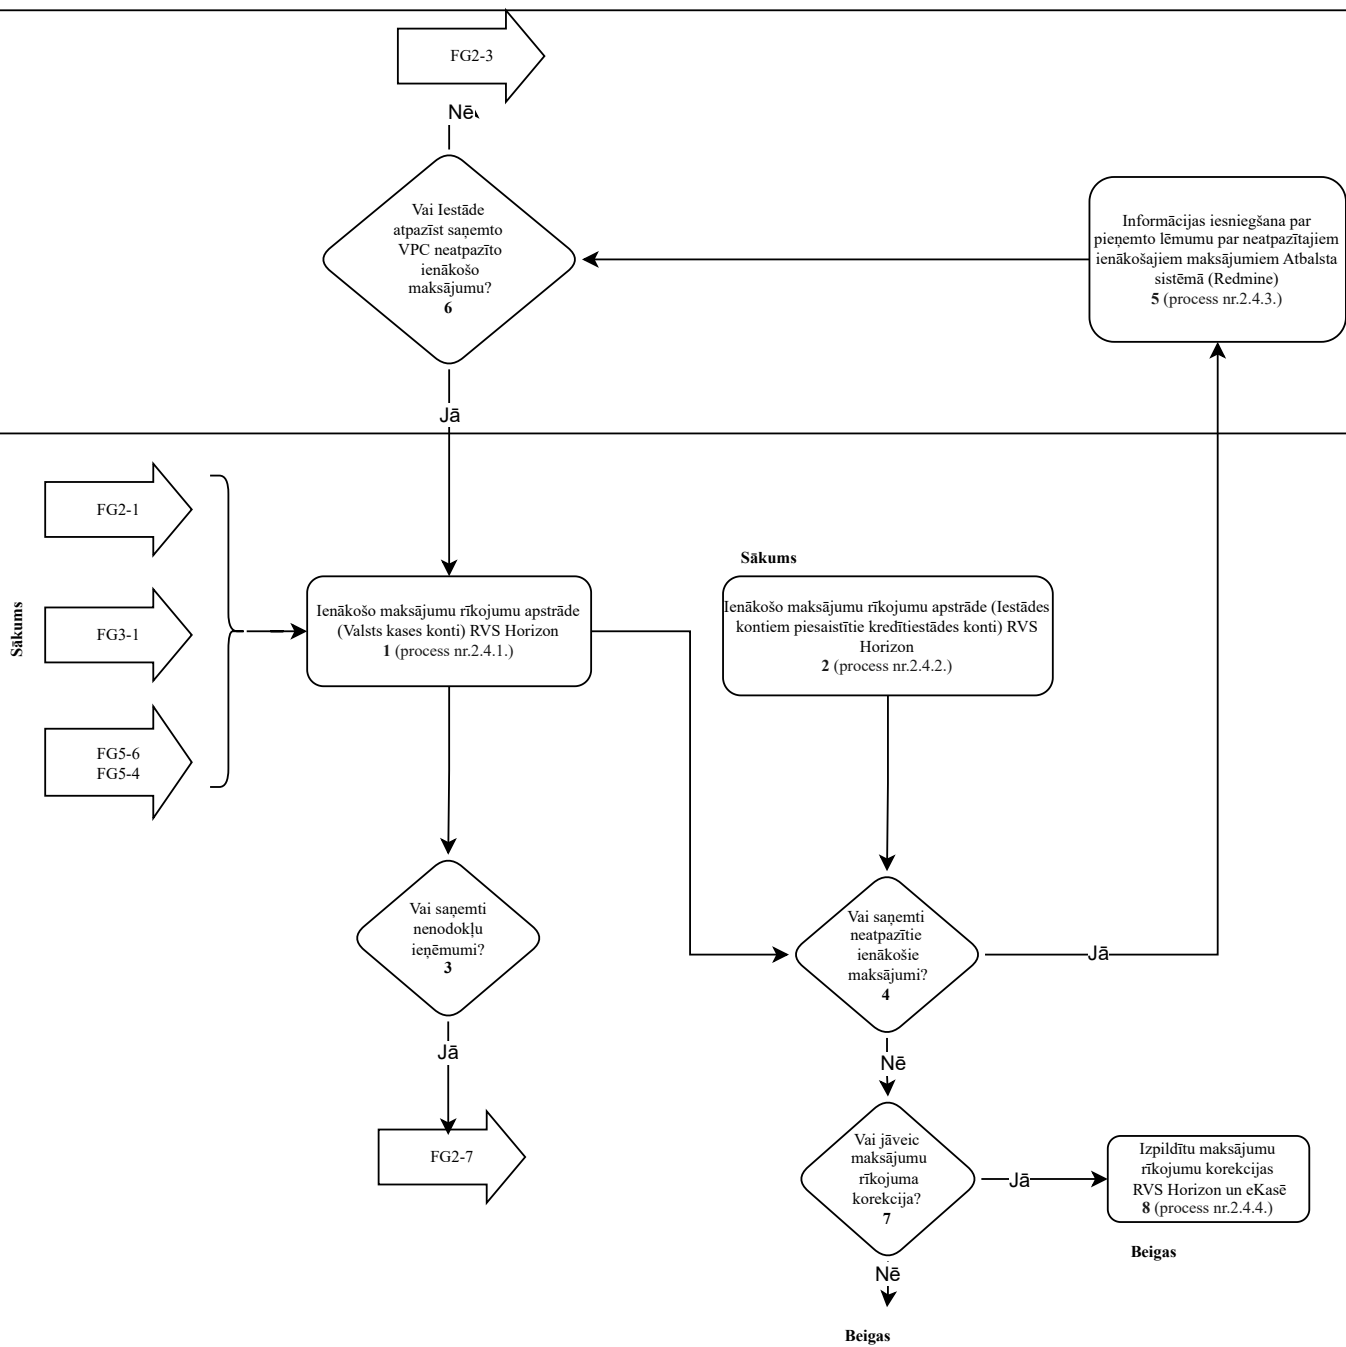 FG2-3
Nē
Vai Iestāde
atpazīst saņemto
VPC neatpazīto
ienākošo
maksājumu?
6
Informācijas iesniegšana par
pieņemto lēmumu par neatpazītajiem
ienākošajiem maksājumiem Atbalsta
sistēmā (Redmine)
5 (process nr.2.4.3.)
Jā
Sākums
FG2-1
FG3-1
FG5-6
FG5-4
Ienākošo maksājumu rīkojumu apstrāde
(Valsts kases konti) RVS Horizon
1 (process nr.2.4.1.)
Sākums
Ienākošo maksājumu rīkojumu apstrāde (Iestādes
kontiem piesaistītie kredītiestādes konti) RVS
Horizon
2 (process nr.2.4.2.)
Vai saņemti
nenodokļu
ieņēmumi?
3
Vai saņemti
neatpazītie
ienākošie
maksājumi?
4
Jā
Jā
Nē
FG2-7
Vai jāveic
maksājumu
rīkojuma
korekcija?
7
Jā
Izpildītu maksājumu
rīkojumu korekcijas
RVS Horizon un eKasē
8 (process nr.2.4.4.)
Beigas
Nē
Beigas